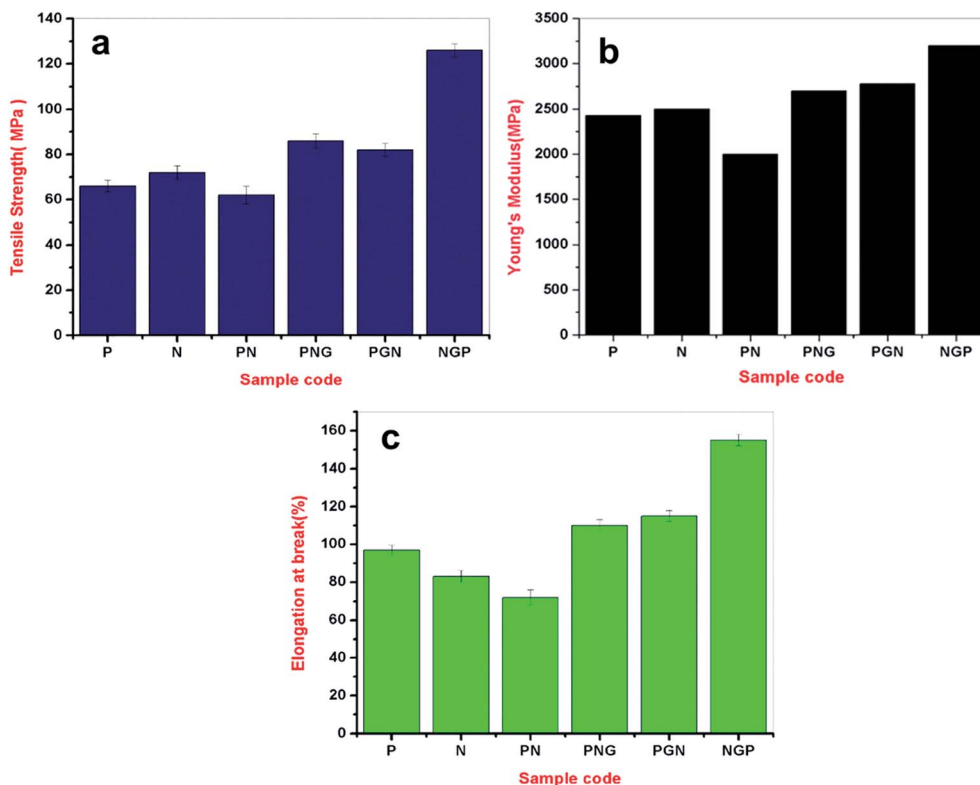 a
Tensile Strength( MPa )
140
120
100
80
60
40
20
0
P N PN PNG PGN NGP
Sample code
b
Young's Modulus(MPa)
3500
3000
2500
2000
1500
1000
500
0
P N PN PNG PGN NGP
Sample code
c
Elongation at break(%)
160
140
120
100
80
60
40
20
0
P N PN PNG PGN NGP
Sample code